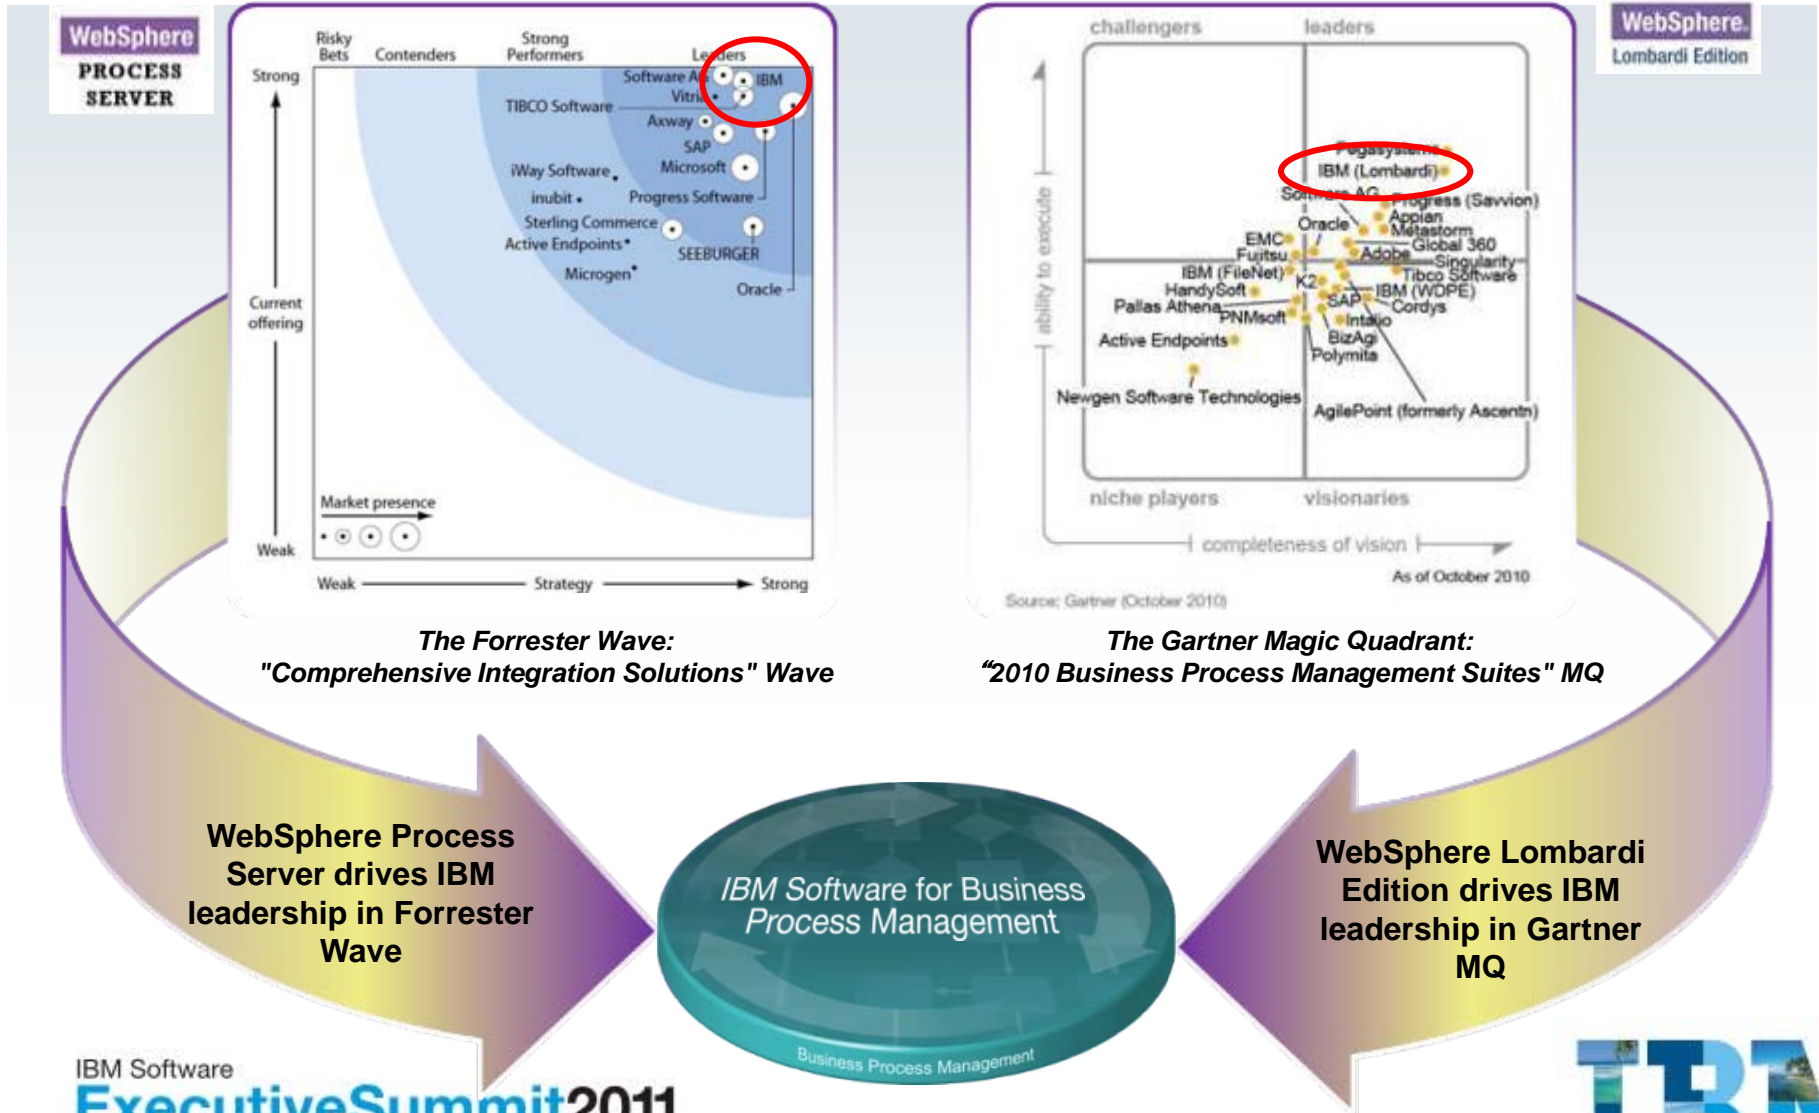 WebSphere
PROCESS
SERVER
Risky
Bets
Contenders
Strong
Performers
Leaders
Strong
Current
offering
Weak
Software AG
IBM
Vitria
TIBCO Software
Axway
SAP
iWay Software
Microsoft
inubit
Progress Software
Sterling Commerce
Active Endpoints
SEEBURGER
Microgen
Oracle
Market presence
Weak
Strategy
Strong
The Forrester Wave:
"Comprehensive Integration Solutions" Wave
WebSphere.
Lombardi Edition
challengers
leaders
ability to execute
Pegasystems
IBM (Lombardi)
Software AG
Progress (Savvion)
Appian
Oracle
Metastorm
EMC
Global 360
Fujitsu
Adobe
Singularity
IBM (FileNet)
Tibco Software
K2
HandySoft
IBM (WDPE)
Pallas Athena
SAP
Cordys
PNMsoft
Intalio
Active Endpoints
BizAgi
Polymita
Newgen Software Technologies
AgilePoint (formerly Ascentn)
niche players
visionaries
completeness of vision
As of October 2010
Source: Gartner (October 2010)
The Gartner Magic Quadrant:
“2010 Business Process Management Suites" MQ
WebSphere Process
Server drives IBM
leadership in Forrester
Wave
IBM Software for Business
Process Management
Business Process Management
WebSphere Lombardi
Edition drives IBM
leadership in Gartner
MQ
IBM Software
ExecutiveSummit2011
IBM